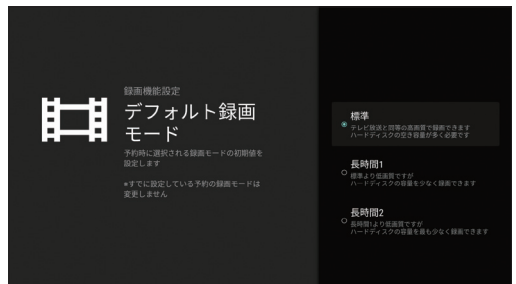 録画機能設定
デフォルト録画
モード
予約時に選択される録画モードの初期値を
設定します
*すでに設定している予約の録画モードは
変更しません
標準
テレビ放送と同等の高画質で録画できます
ハードディスクの空き容量が多く必要です
長時間1
標準より低画質ですが
ハードディスクの容量を少なく録画できます
長時間2
長時間1より低画質ですが
ハードディスクの容量を最も少なく録画できます